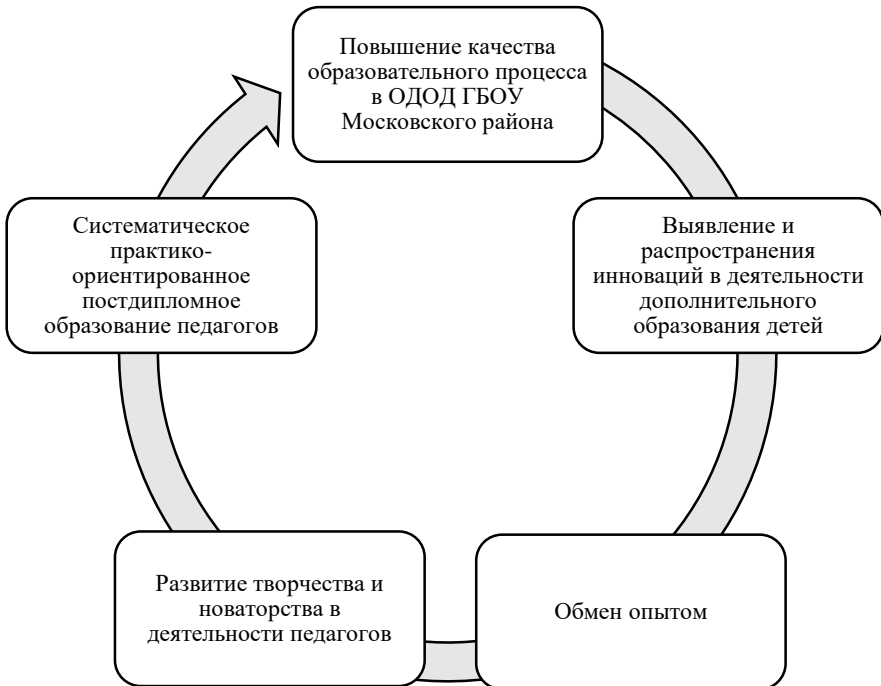 Повышение качества
образовательного процесса
в ОДОД ГБОУ
Московского района
Выявление и
распространения
инноваций в деятельности
дополнительного
образования детей
Обмен опытом
Развитие творчества и
новаторства в
деятельности педагогов
Систематическое
практико-
ориентированное
постдипломное
образование педагогов